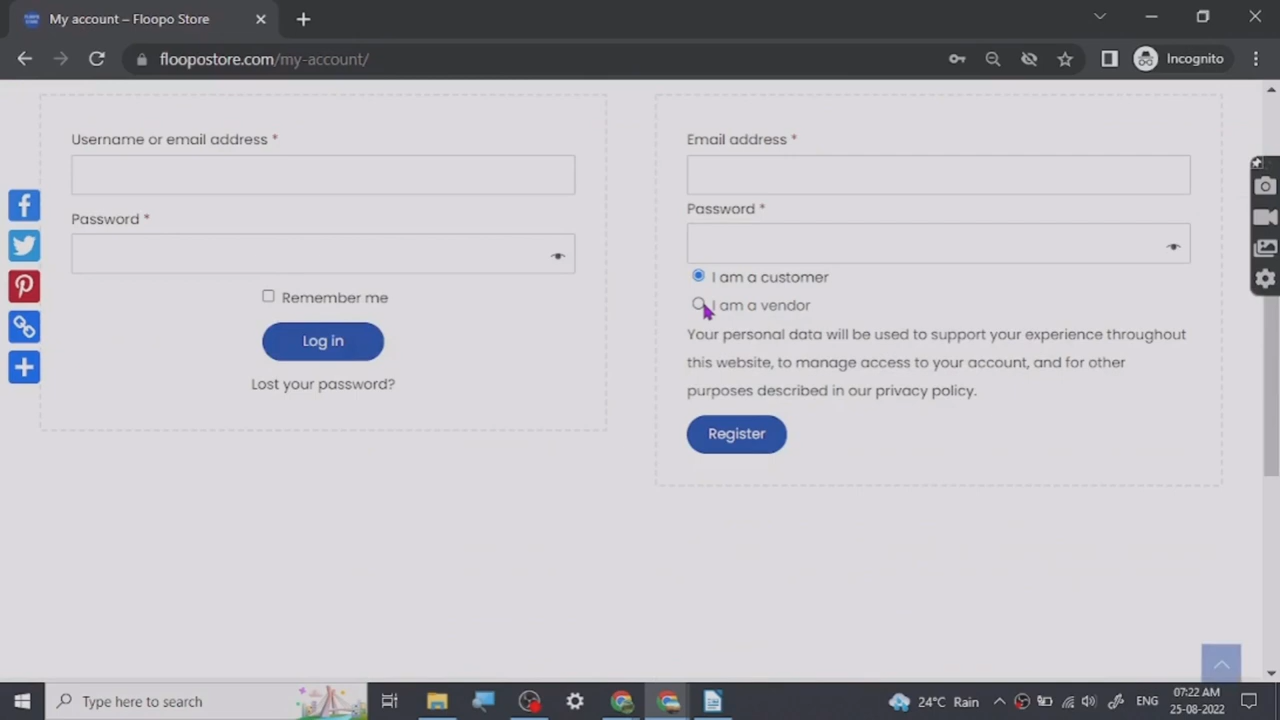 My account – Floopo Store
floopostore.com/my-account/
Incognito
Username or email address *
Password *
Remember me
Log in
Lost your password?
Email address *
Password *
I am a customer
I am a vendor
Your personal data will be used to support your experience throughout
this website, to manage access to your account, and for other
purposes described in our privacy policy.
Register
Type here to search
24°C Rain
ENG
07:22 AM
25-08-2022